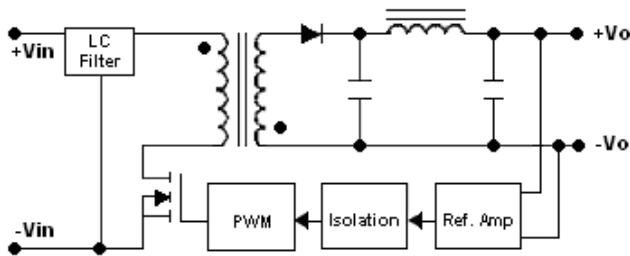 +Vin
LC
Filter
+Vo
-Vo
-Vin
PWM
Isolation
Ref. Amp